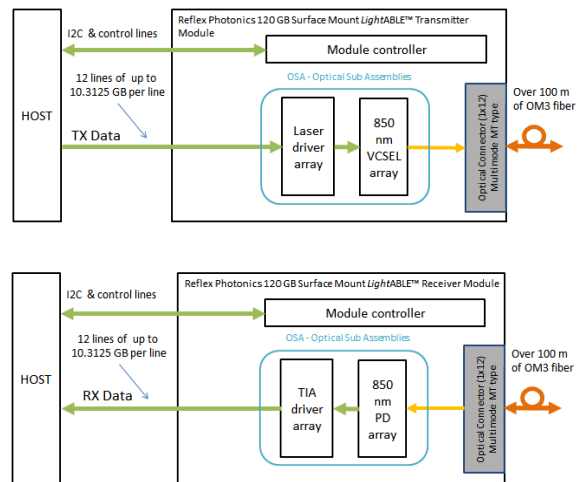 Reflex Photonics 120 GB Surface Mount LightABLE™ Transmitter
Module
I2C & control lines
Module controller
12 lines of up to
10.3125 GB per line
OSA - Optical Sub Assemblies
HOST
TX Data
Laser
driver
array
850
nm
VCSEL
array
Optical Connector (1x12)
Multimode MT type
Over 100 m
of OM3 fiber
Reflex Photonics 120 GB Surface Mount LightABLE™ Receiver Module
I2C & control lines
Module controller
12 lines of up to
10.3125 GB per line
OSA - Optical Sub Assemblies
HOST
RX Data
TIA
driver
array
850
nm
PD
array
Optical Connector (1x12)
Multimode MT type
Over 100 m
of OM3 fiber